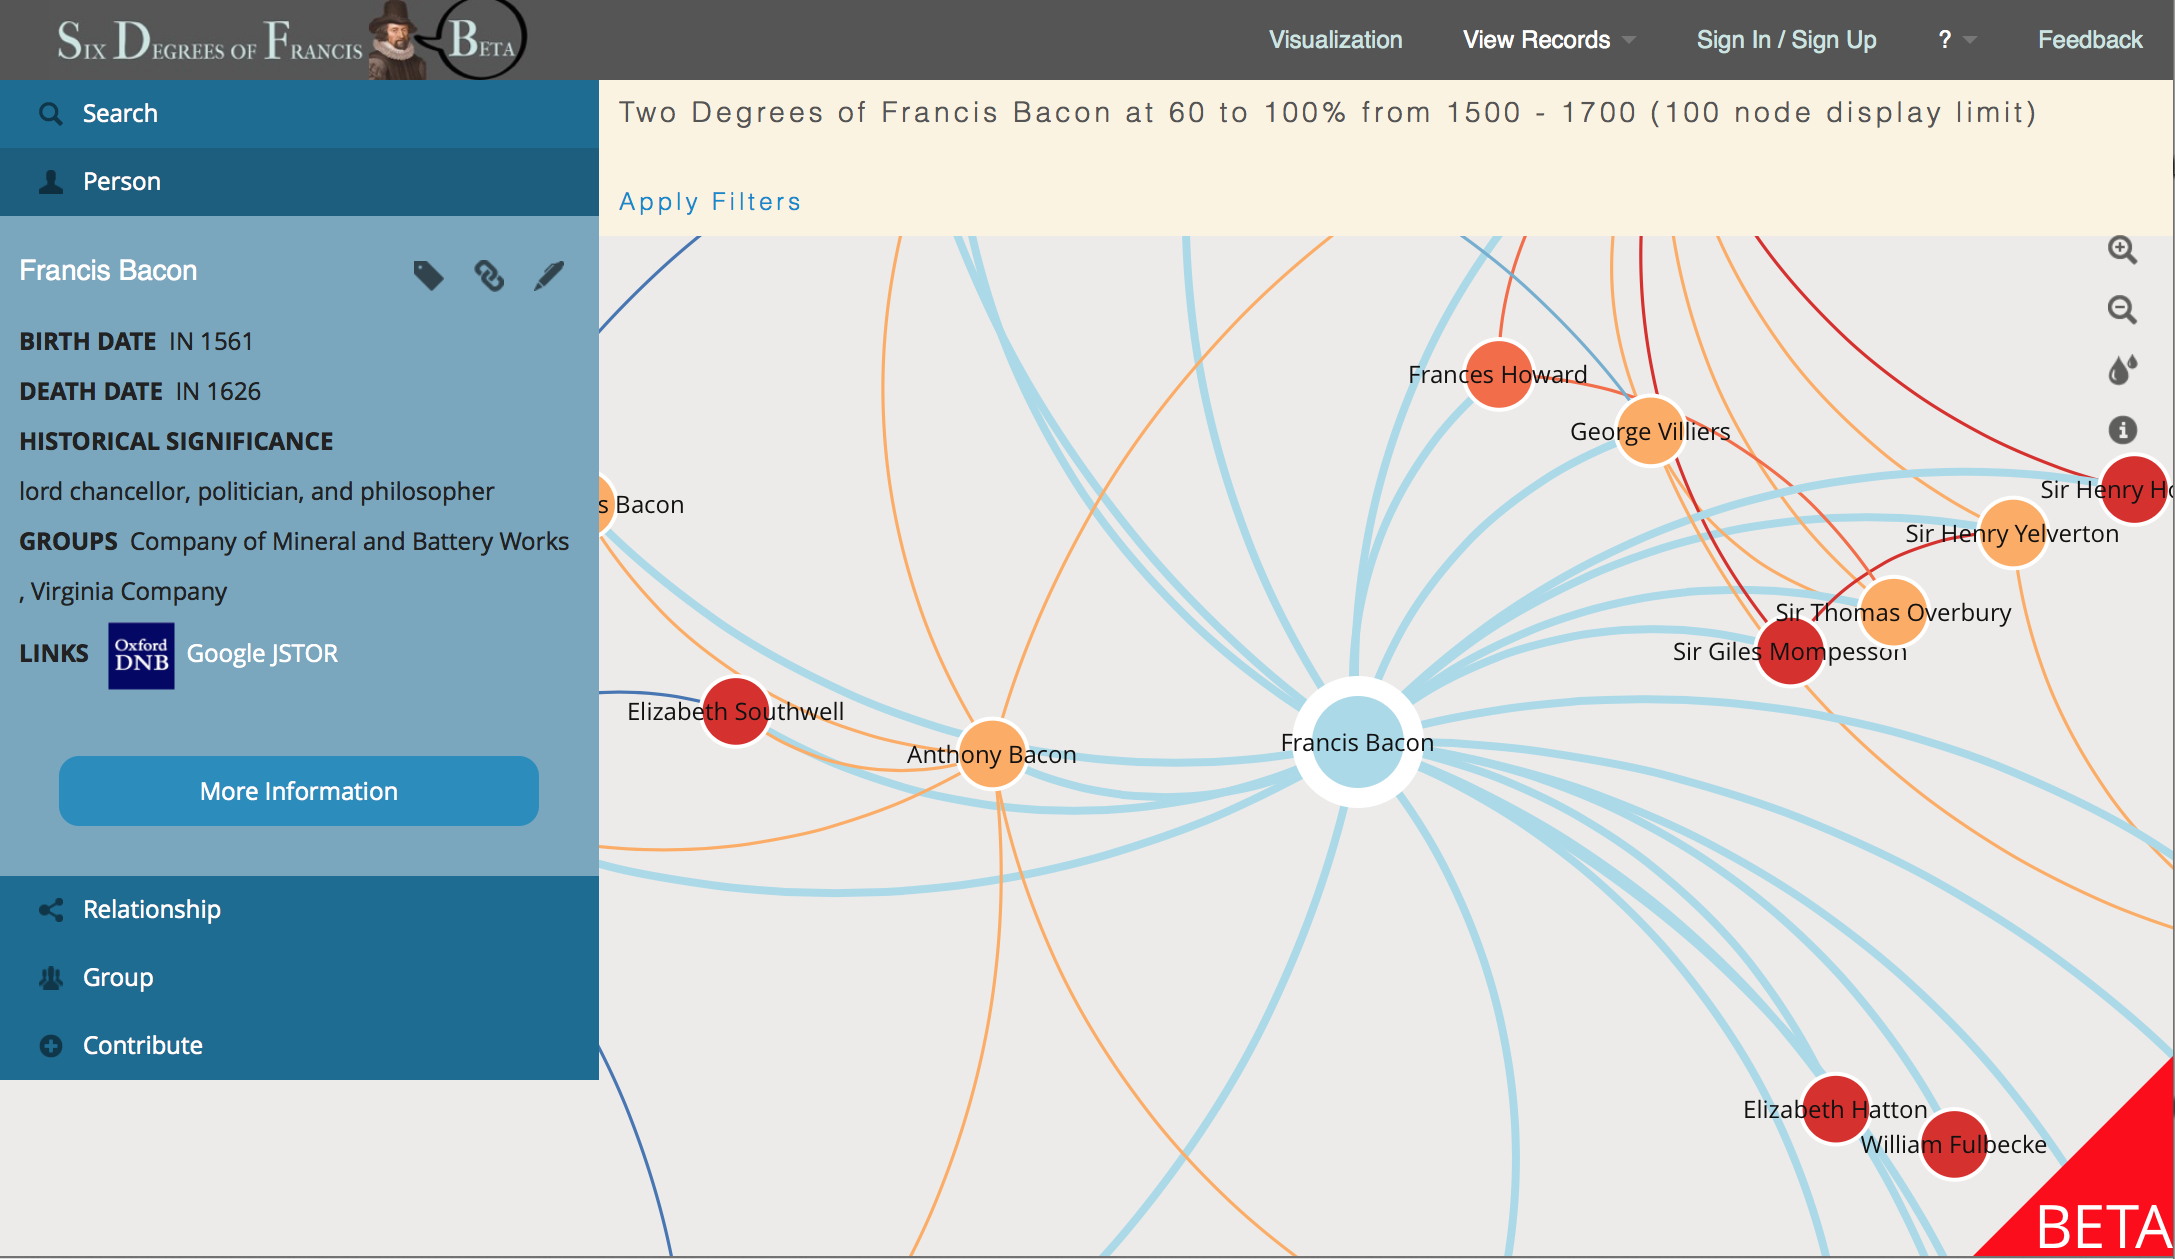 SIX DEGREES OF FRANCIS BETA
Visualization
View Records
Sign In / Sign Up
?
Feedback
Search
Person
Francis Bacon
BIRTH DATE IN 1561
DEATH DATE IN 1626
HISTORICAL SIGNIFICANCE
lord chancellor, politician, and philosopher
GROUPS Company of Mineral and Battery Works
, Virginia Company
LINKS Oxford DNB Google JSTOR
More Information
Relationship
Group
Contribute
Two Degrees of Francis Bacon at 60 to 100% from 1500 - 1700 (100 node display limit)
Apply Filters
Frances Howard
George Villiers
Sir Henry
s Bacon
Sir Henry Yelverton
Sir Thomas Overbury
Sir Giles Mompesson
Elizabeth Southwell
Anthony Bacon
Francis Bacon
Elizabeth Hatton
William Fulbecke
BETA